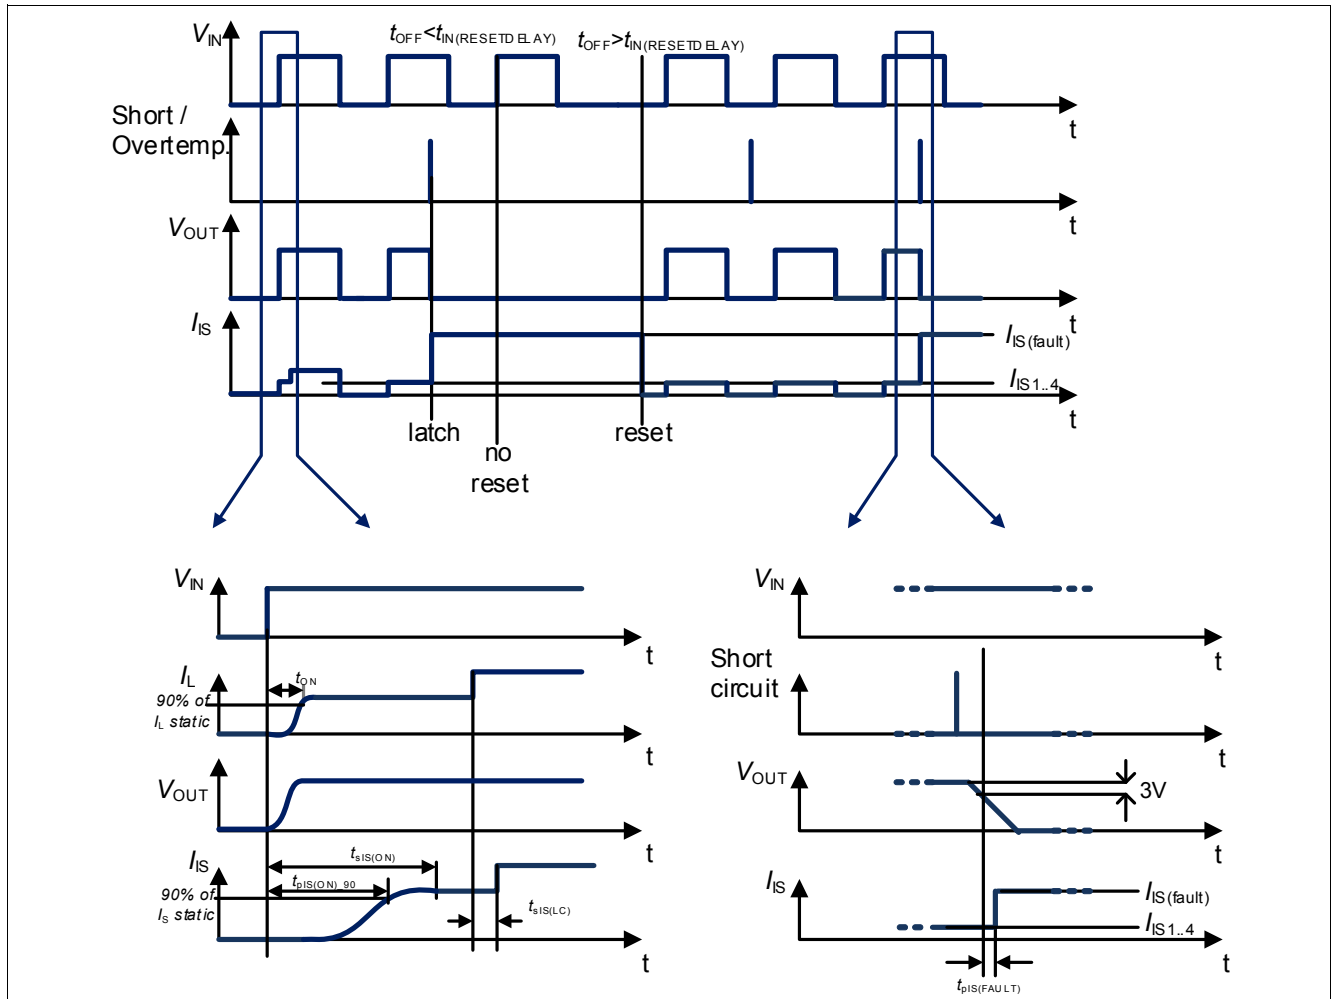 VIN
tOFF<tIN(RESETDELAY)
tOFF>tIN(RESETDELAY)
t
Short /
Overtemp.
t
VOUT
t
IIS
IIS(fault)
IIS1..4
t
latch
no
reset
reset
VIN
t
IL
tON
90% of
IL static
t
VOUT
t
IIS
tsIS(ON)
tpIS(ON)_90
90% of
IS static
tsIS(LC)
t
VIN
t
Short
circuit
t
VOUT
3V
t
IIS
IIS(fault)
IIS1..4
t
tpIS(FAULT)